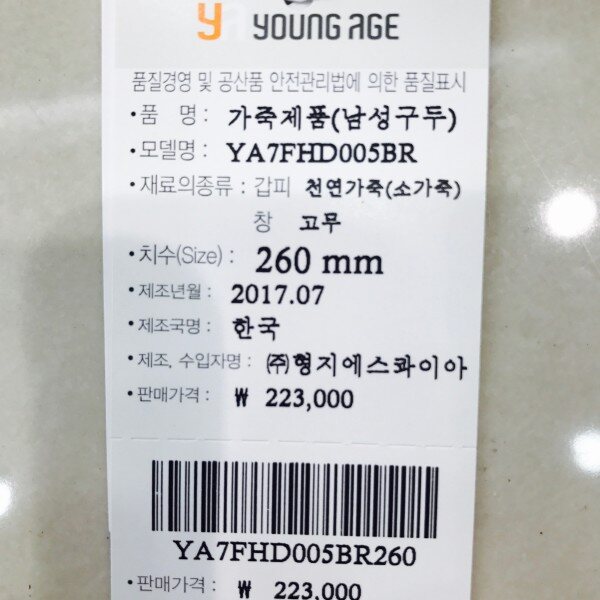 ya YOUNG AGE
품질경영 및 공산품 안전관리법에 의한 품질표시
•품 명 : 가죽제품(남성구두)
•모델명 : YA7FHD005BR
•재료의종류 : 갑피 천연가죽(소가죽)
창 고무
•치수(Size) : 260 mm
•제조년월 : 2017.07
•제조국명 : 한국
•제조, 수입자명 : ㈜형지에스콰이아
•판매가격 : ₩ 223,000
YA7FHD005BR260
•판매가격 : ₩ 223,000